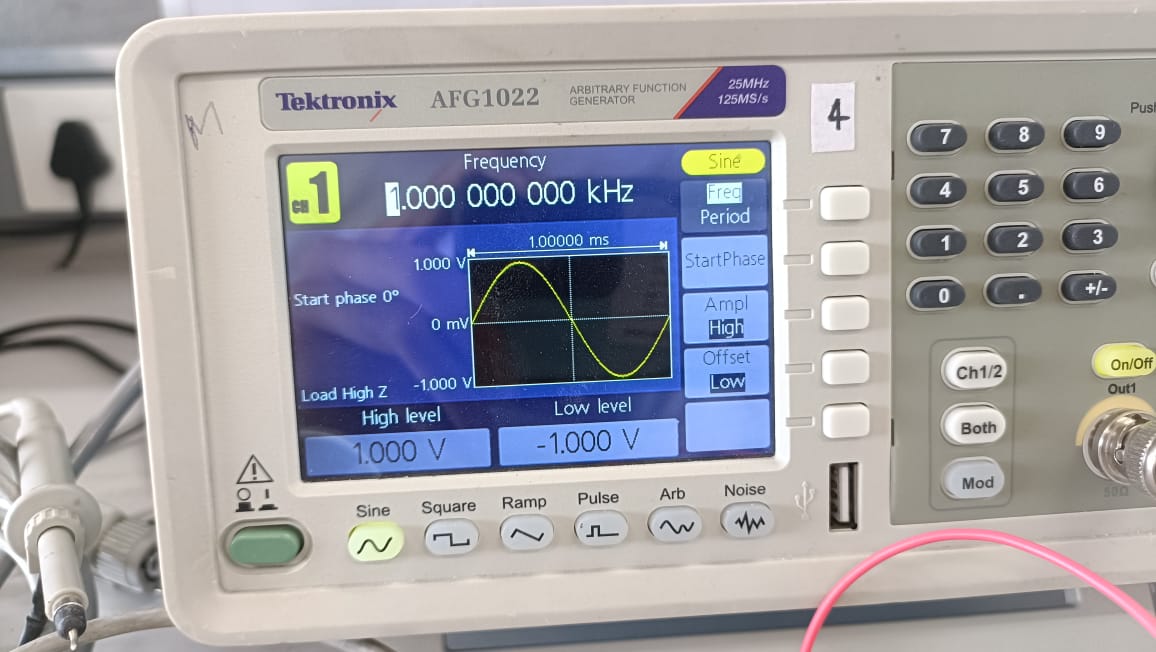 Tektronix AFG1022 ARBITRARY FUNCTION GENERATOR 25MHz 125MS/s
4
M
CH 1
Frequency
1.000 000 000 kHz
Sine
Freq
Period
StartPhase
Ampl
High
Offset
Low
1.00000 ms
1.000 V
Start phase 0°
0 mV
Load High Z
-1.000 V
High level
Low level
1.000 V
-1.000 V
Sine
Square
Ramp
Pulse
Arb
Noise
7 8 9
4 5 6
1 2 3
0 . +/-
Ch1/2
Both
Mod
On/Off
Out1
50Ω